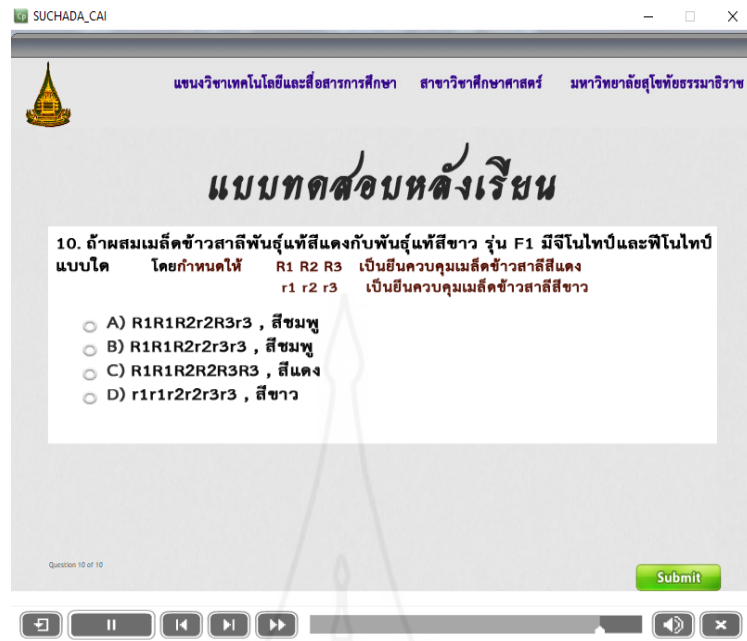 SUCHADA_CAI
แขนงวิชาเทคโนโลยีและสื่อสารการศึกษา สาขาวิชาศึกษาศาสตร์ มหาวิทยาลัยสุโขทัยธรรมาธิราช
แบบทดสอบหลังเรียน
10. ถ้าผสมเมล็ดข้าวสาลีพันธุ์แท้สีแดงกับพันธุ์แท้สีขาว รุ่น F1 มีจีโนไทป์และฟีโนไทป์
แบบใด โดยกำหนดให้ R1 R2 R3 เป็นยีนควบคุมเมล็ดข้าวสาลีสีแดง
r1 r2 r3 เป็นยีนควบคุมเมล็ดข้าวสาลีสีขาว
A) R1R1R2r2R3r3 , สีชมพู
B) R1R1R2r2r3r3 , สีชมพู
C) R1R1R2R2R3R3 , สีแดง
D) r1r1r2r2r3r3 , สีขาว
Question 10 of 10
Submit